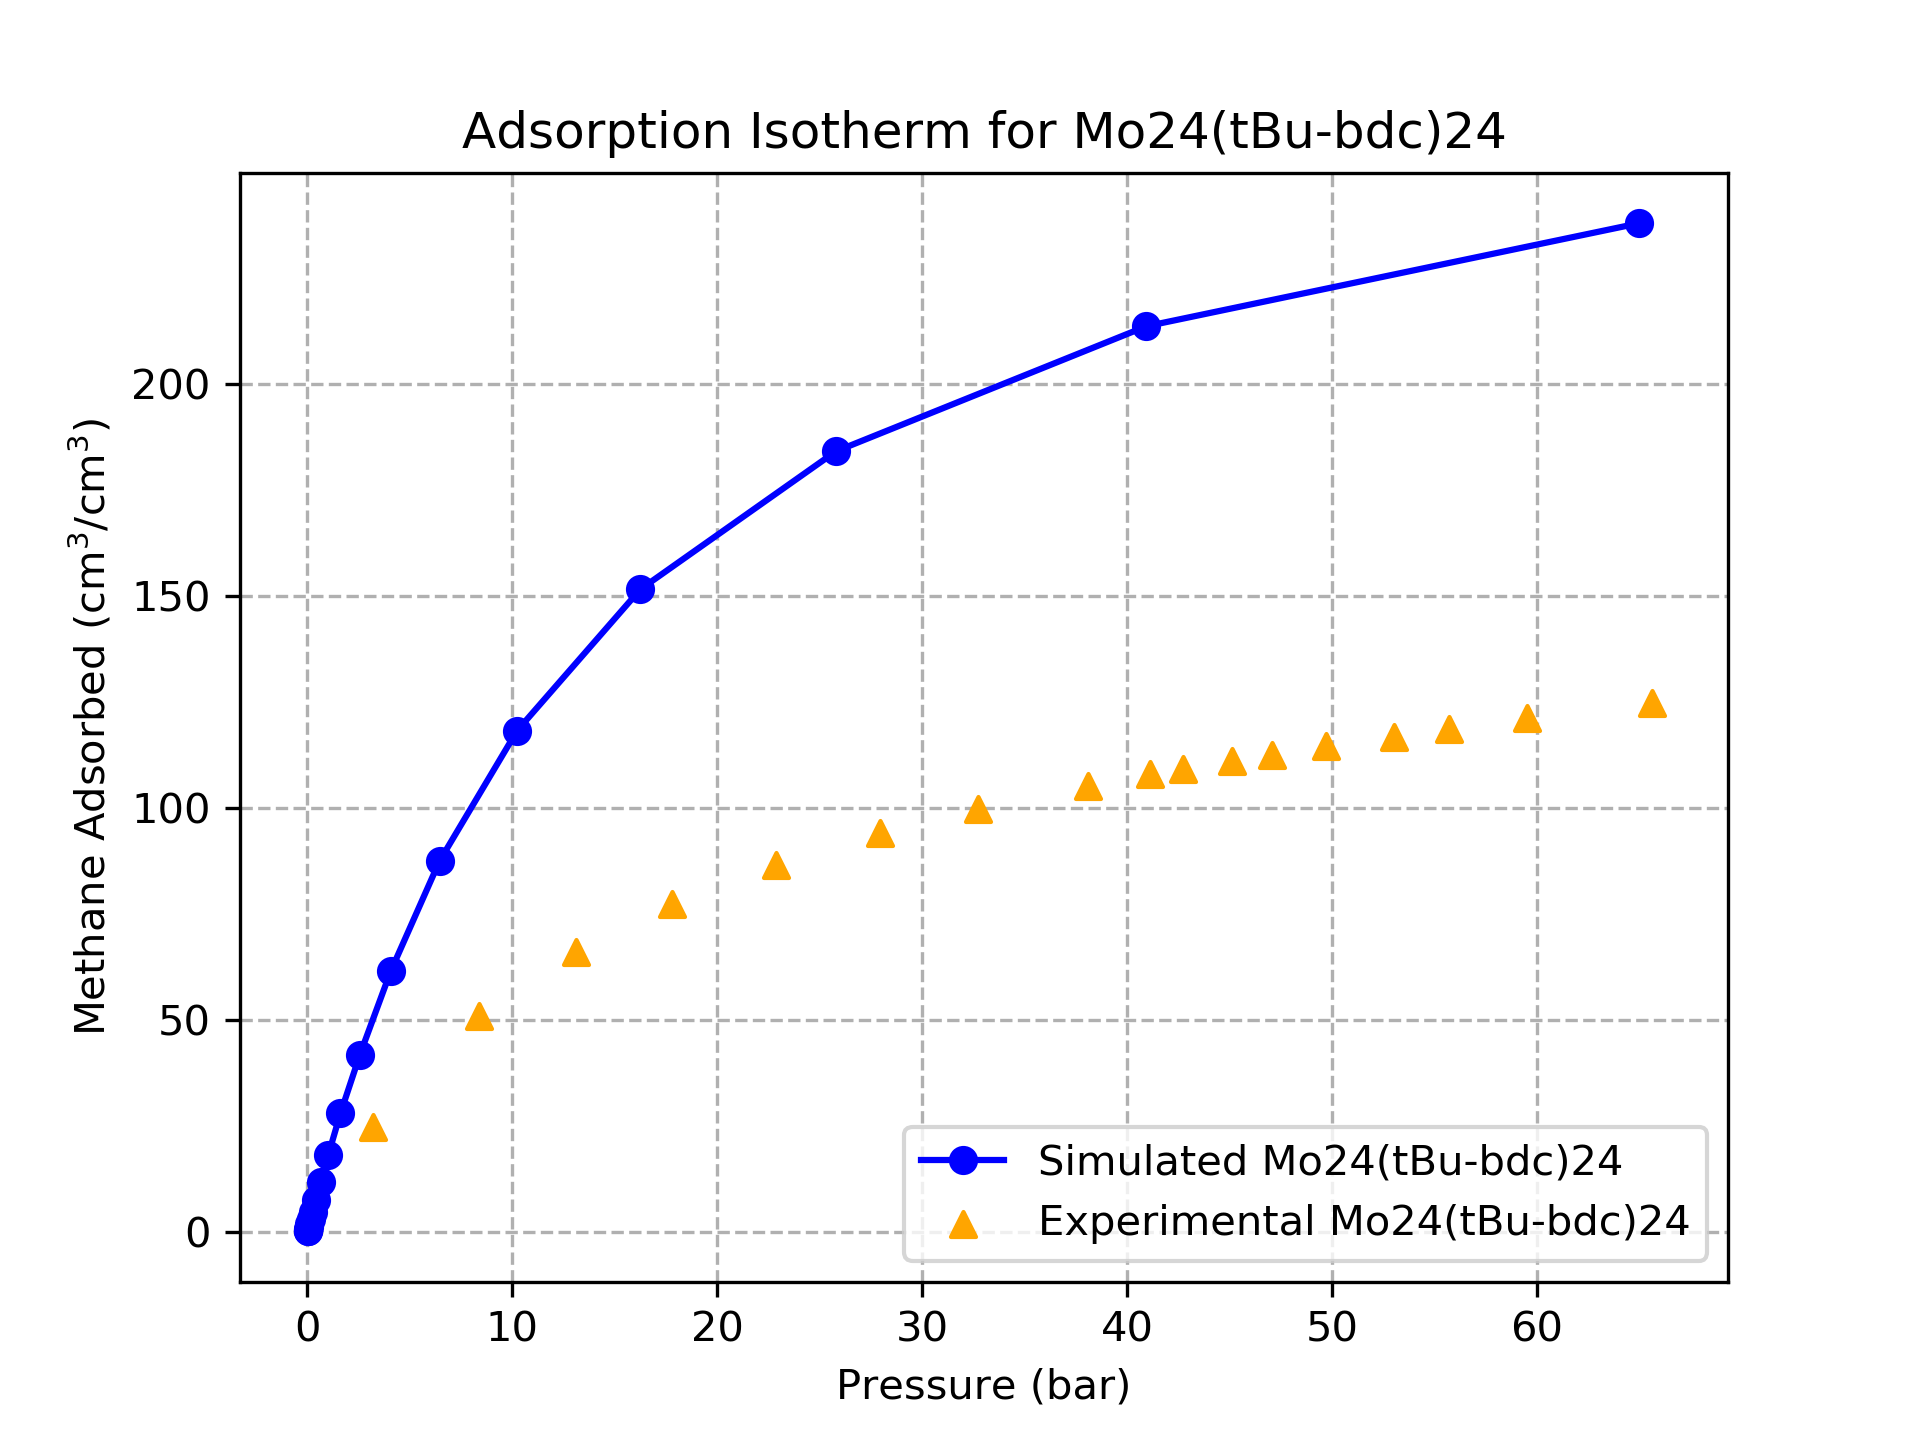 Adsorption Isotherm for Mo24(tBu-bdc)24
Methane Adsorbed (cm³/cm³)
200
150
100
50
0
0 10 20 30 40 50 60
Pressure (bar)
Simulated Mo24(tBu-bdc)24
Experimental Mo24(tBu-bdc)24